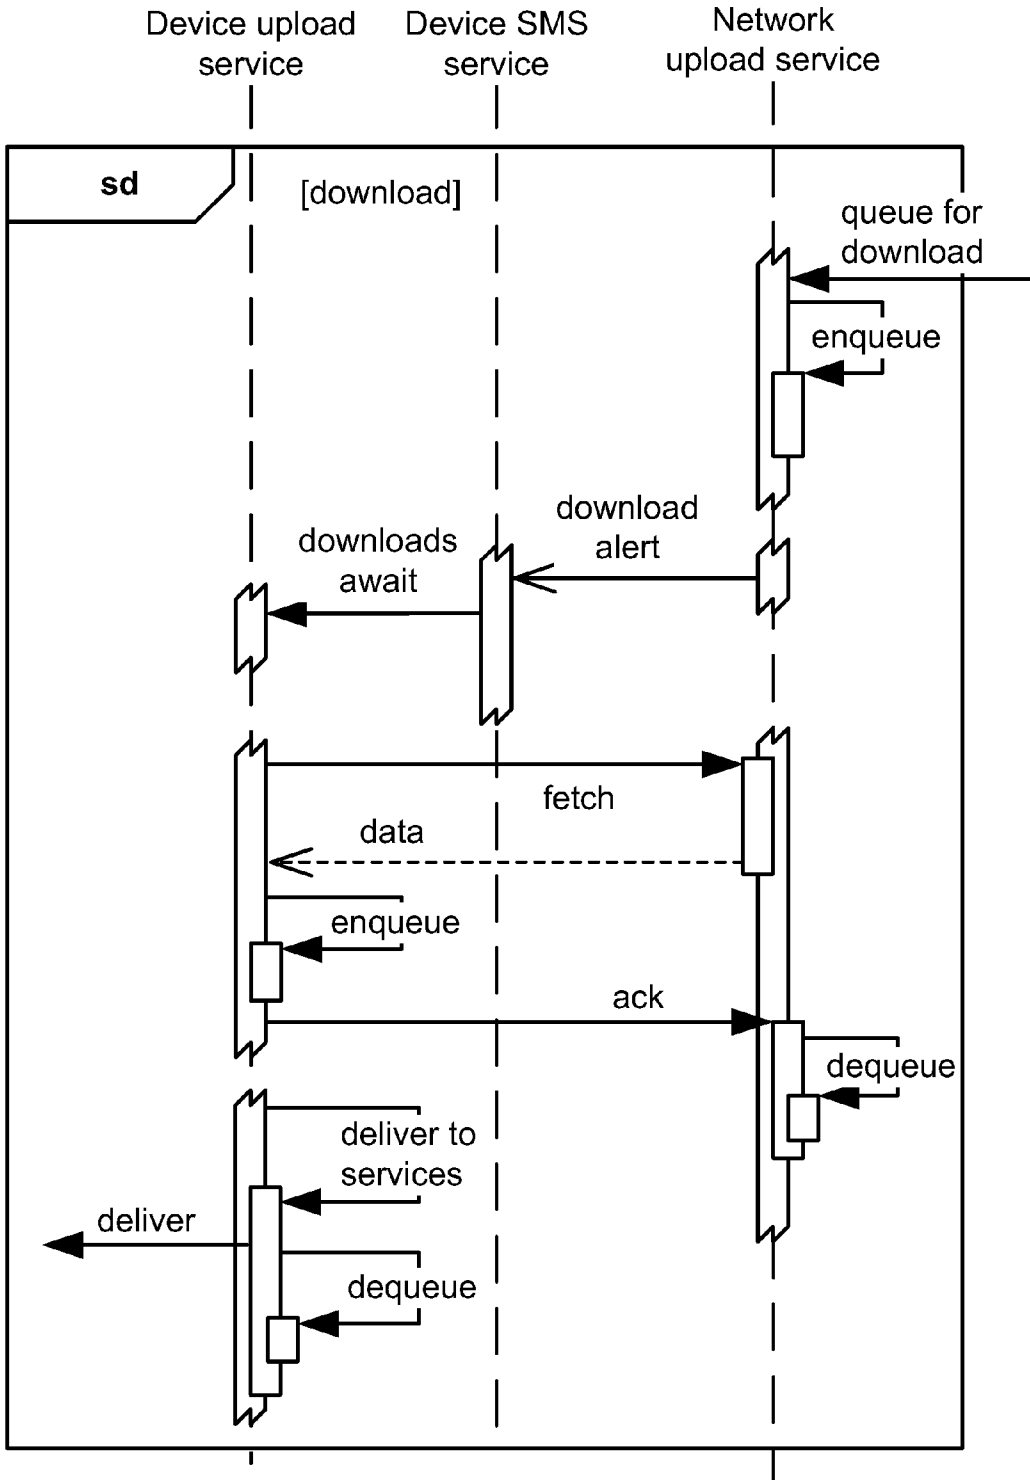 Device upload
service
Device SMS
service
Network
upload service
sd
[download]
queue for
download
enqueue
download
alert
downloads
await
fetch
data
enqueue
ack
dequeue
deliver to
services
deliver
dequeue